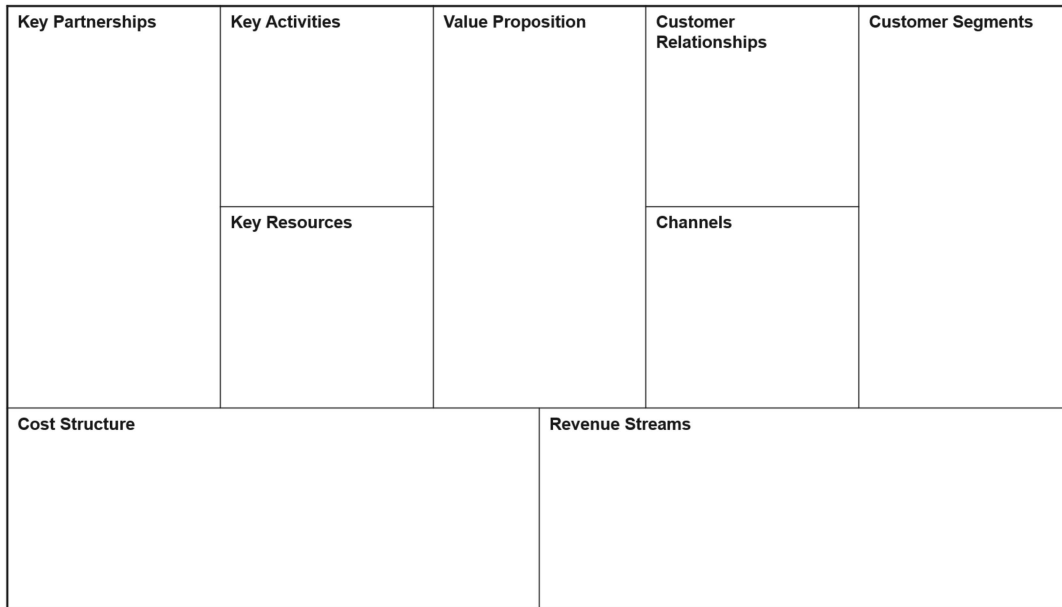 Key Partnerships
Key Activities
Value Proposition
Customer
Relationships
Customer Segments
Key Resources
Channels
Cost Structure
Revenue Streams